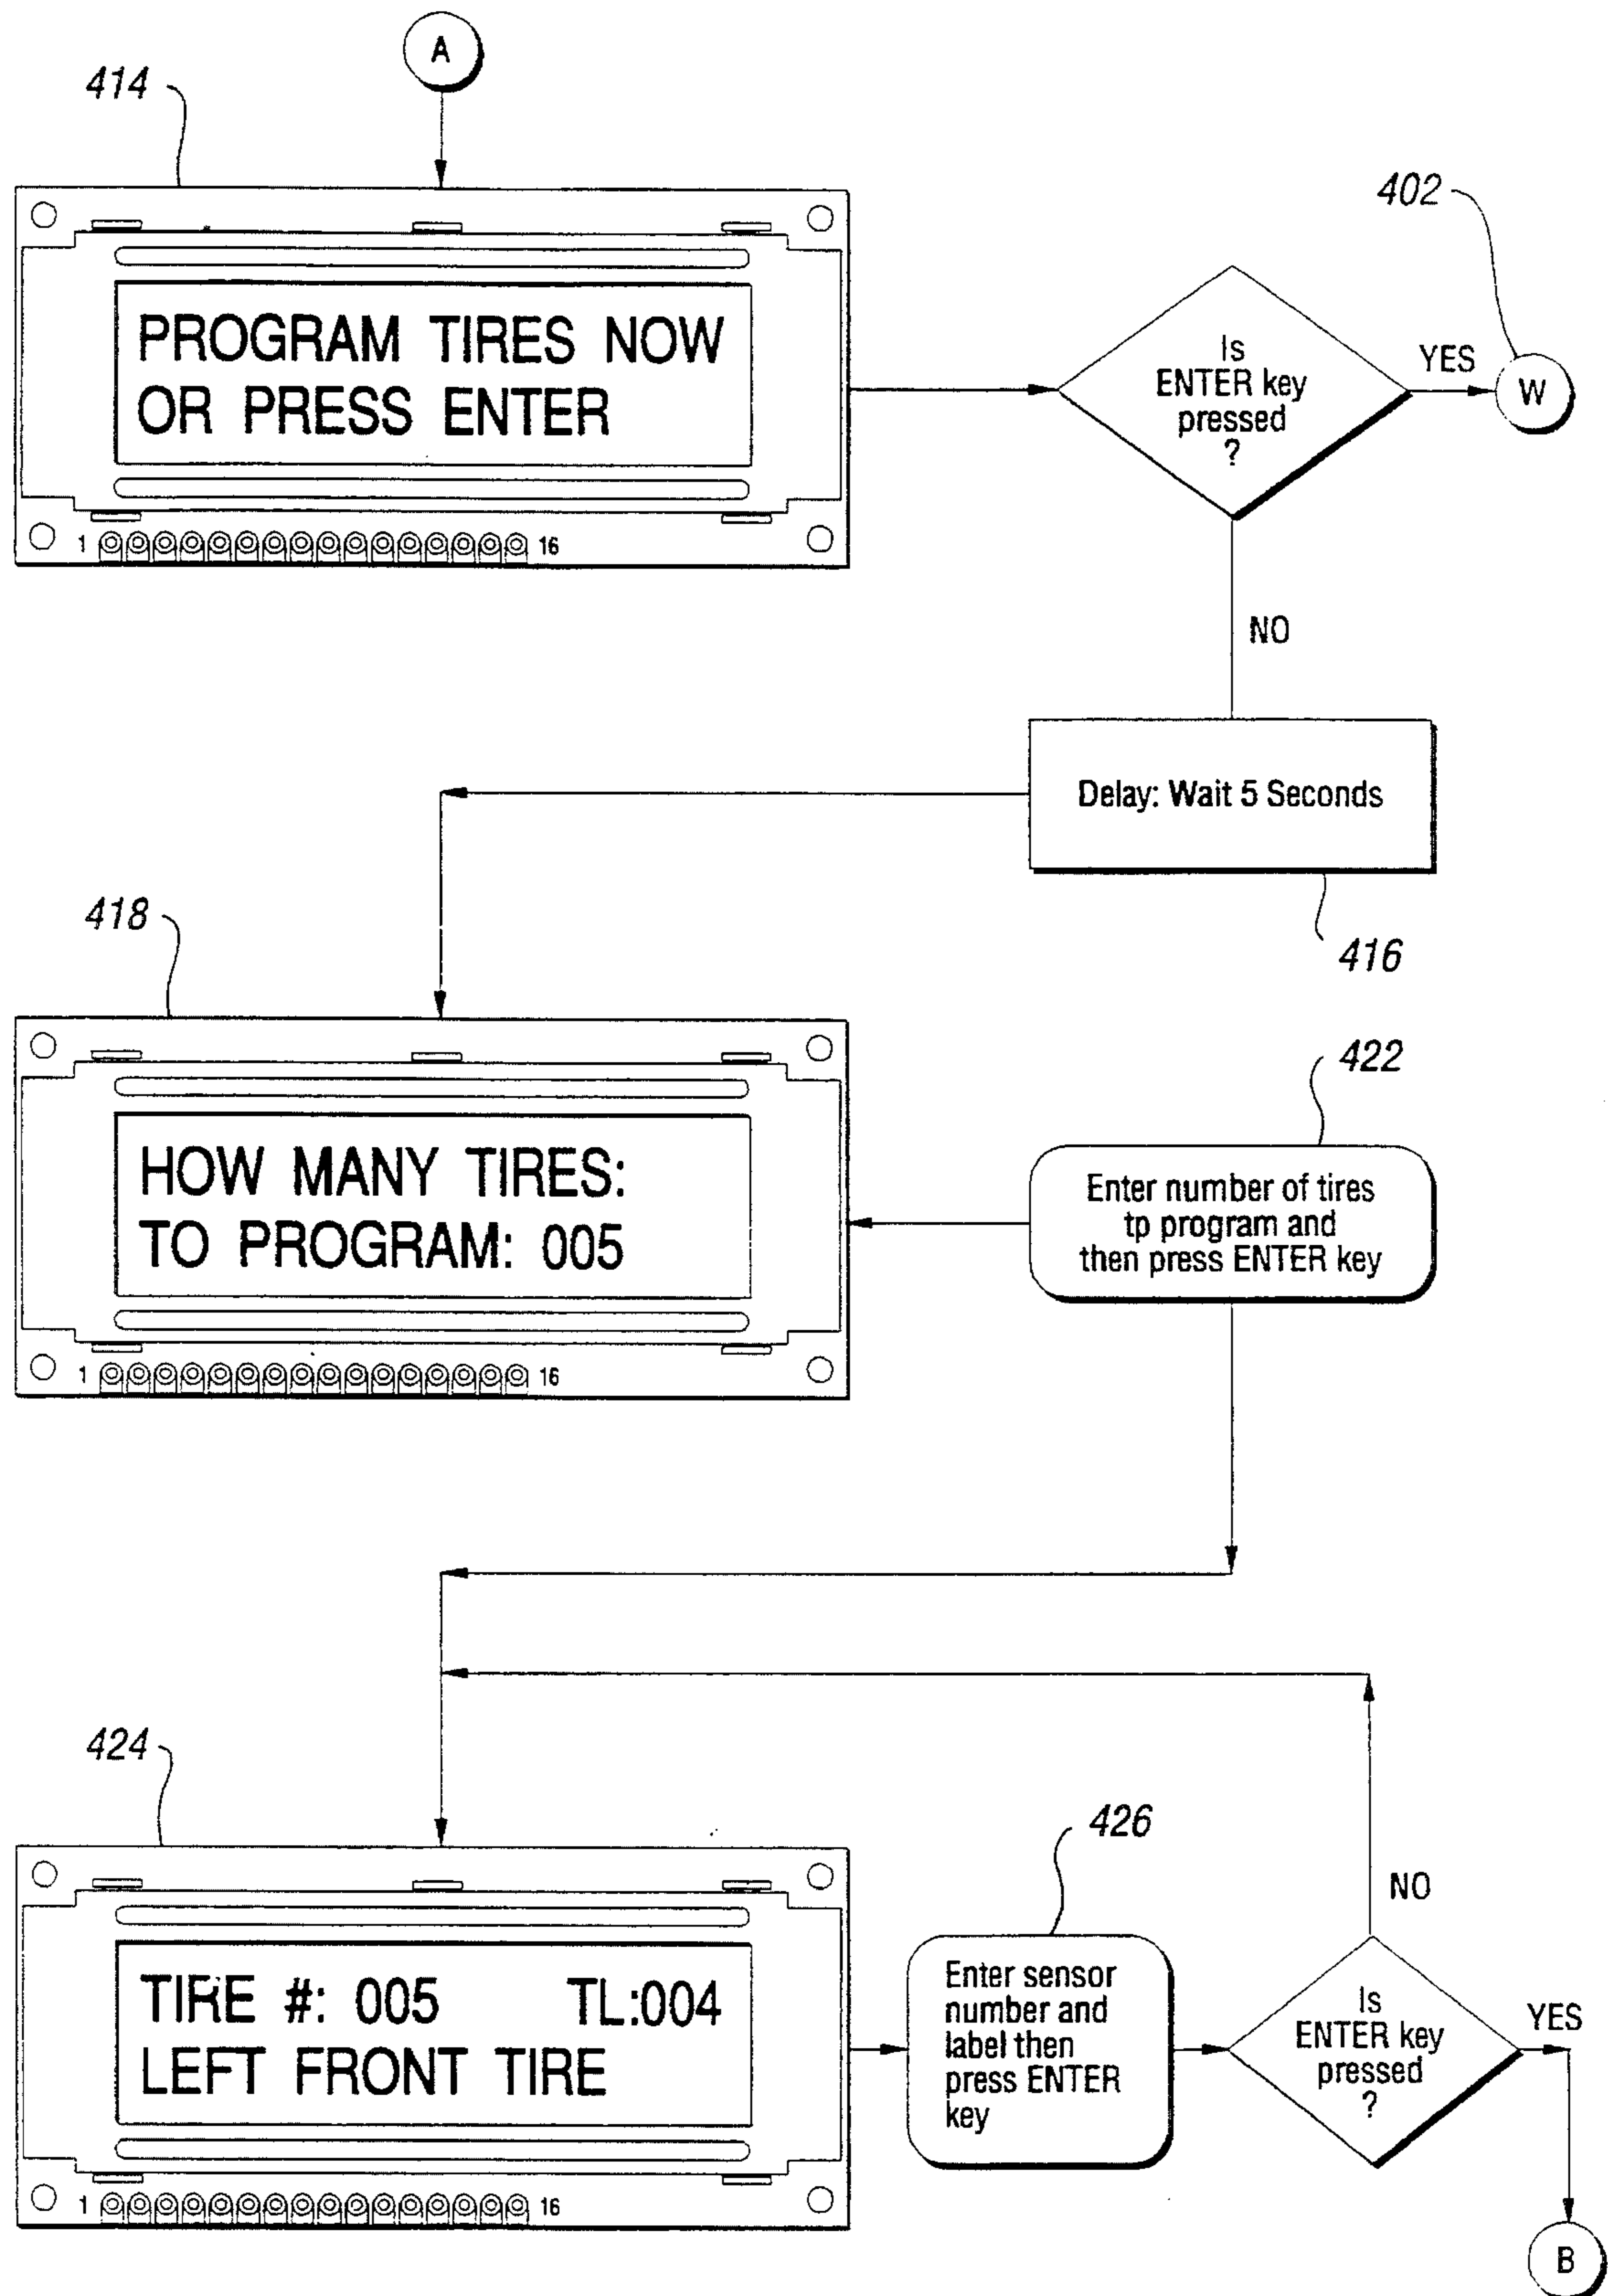 A
414
402
PROGRAM TIRES NOW
OR PRESS ENTER
1 16
Is
ENTER key
pressed
?
YES
W
NO
Delay: Wait 5 Seconds
416
418
HOW MANY TIRES:
TO PROGRAM: 005
1 16
422
Enter number of tires
tp program and
then press ENTER key
424
TIRE #: 005 TL:004
LEFT FRONT TIRE
1 16
426
Enter sensor
number and
label then
press ENTER
key
NO
Is
ENTER key
pressed
?
YES
B